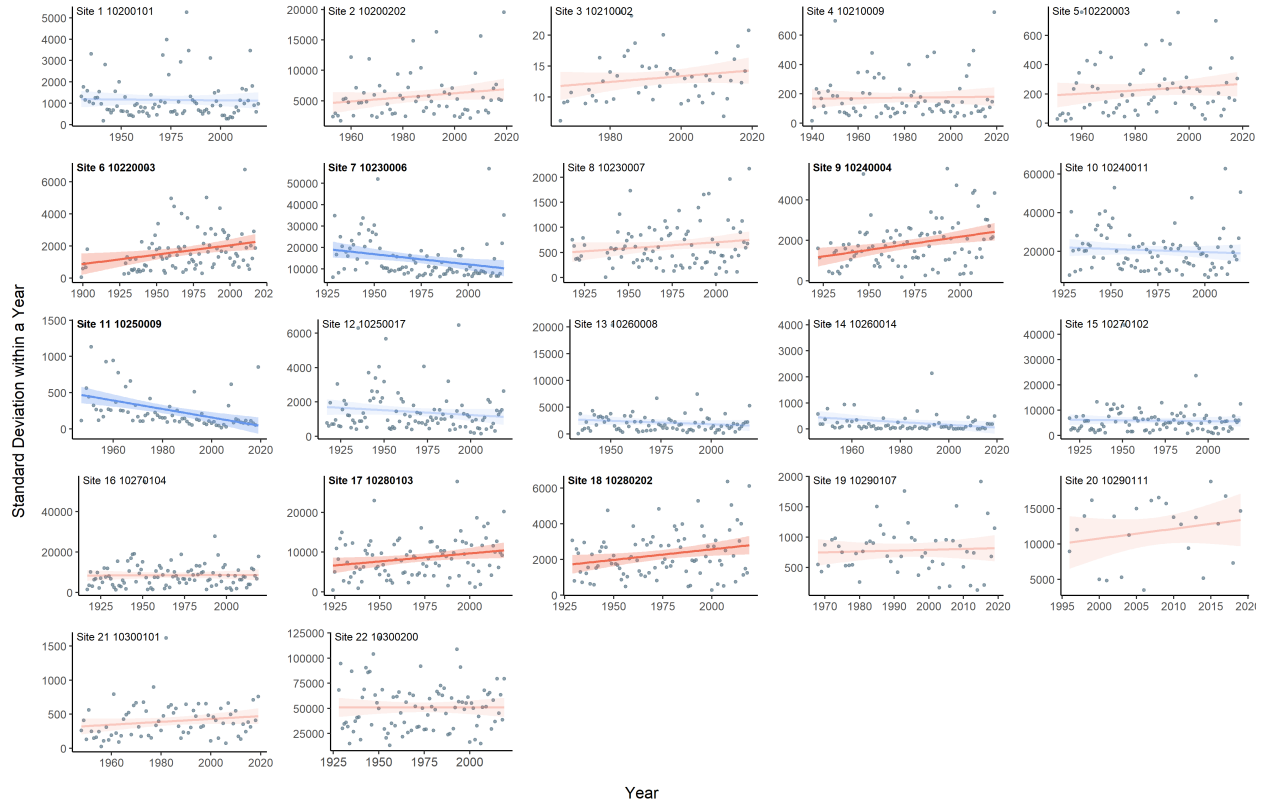 Standard Deviation within a Year
Site 1 10200101
5000
4000
3000
2000
1000
0
1950 1975 2000
Site 2 10200202
20000
15000
10000
5000
1960 1980 2000 2020
Site 3 10210002
20
15
10
1980 2000 2020
Site 4 10210009
600
400
200
0
1940 1960 1980 2000 2020
Site 5 10220003
600
400
200
0
1960 1980 2000 2020
Site 6 10220003
6000
4000
2000
0
1900 1925 1950 1975 2000 202
Site 7 10230006
50000
40000
30000
20000
10000
1925 1950 1975 2000
Site 8 10230007
2000
1500
1000
500
0
1925 1950 1975 2000
Site 9 10240004
4000
2000
0
1925 1950 1975 2000
Site 10 10240011
60000
40000
20000
1925 1950 1975 2000
Site 11 10250009
1500
1000
500
0
1960 1980 2000 2020
Site 12 10250017
6000
4000
2000
0
1925 1950 1975 2000
Site 13 10260008
20000
15000
10000
5000
0
1950 1975 2000
Site 14 10260014
4000
3000
2000
1000
0
1960 1980 2000 2020
Site 15 10270102
40000
30000
20000
10000
0
1925 1950 1975 2000
Site 16 10270104
40000
20000
0
1925 1950 1975 2000
Site 17 10280103
20000
10000
0
1925 1950 1975 2000
Site 18 10280202
6000
4000
2000
0
1925 1950 1975 2000
Site 19 10290107
2000
1500
1000
500
1970 1980 1990 2000 2010 2020
Site 20 10290111
15000
10000
5000
1995 2000 2005 2010 2015 2020
Site 21 10300101
1500
1000
500
0
1960 1980 2000 2020
Site 22 10300200
125000
100000
75000
50000
25000
1925 1950 1975 2000
Year